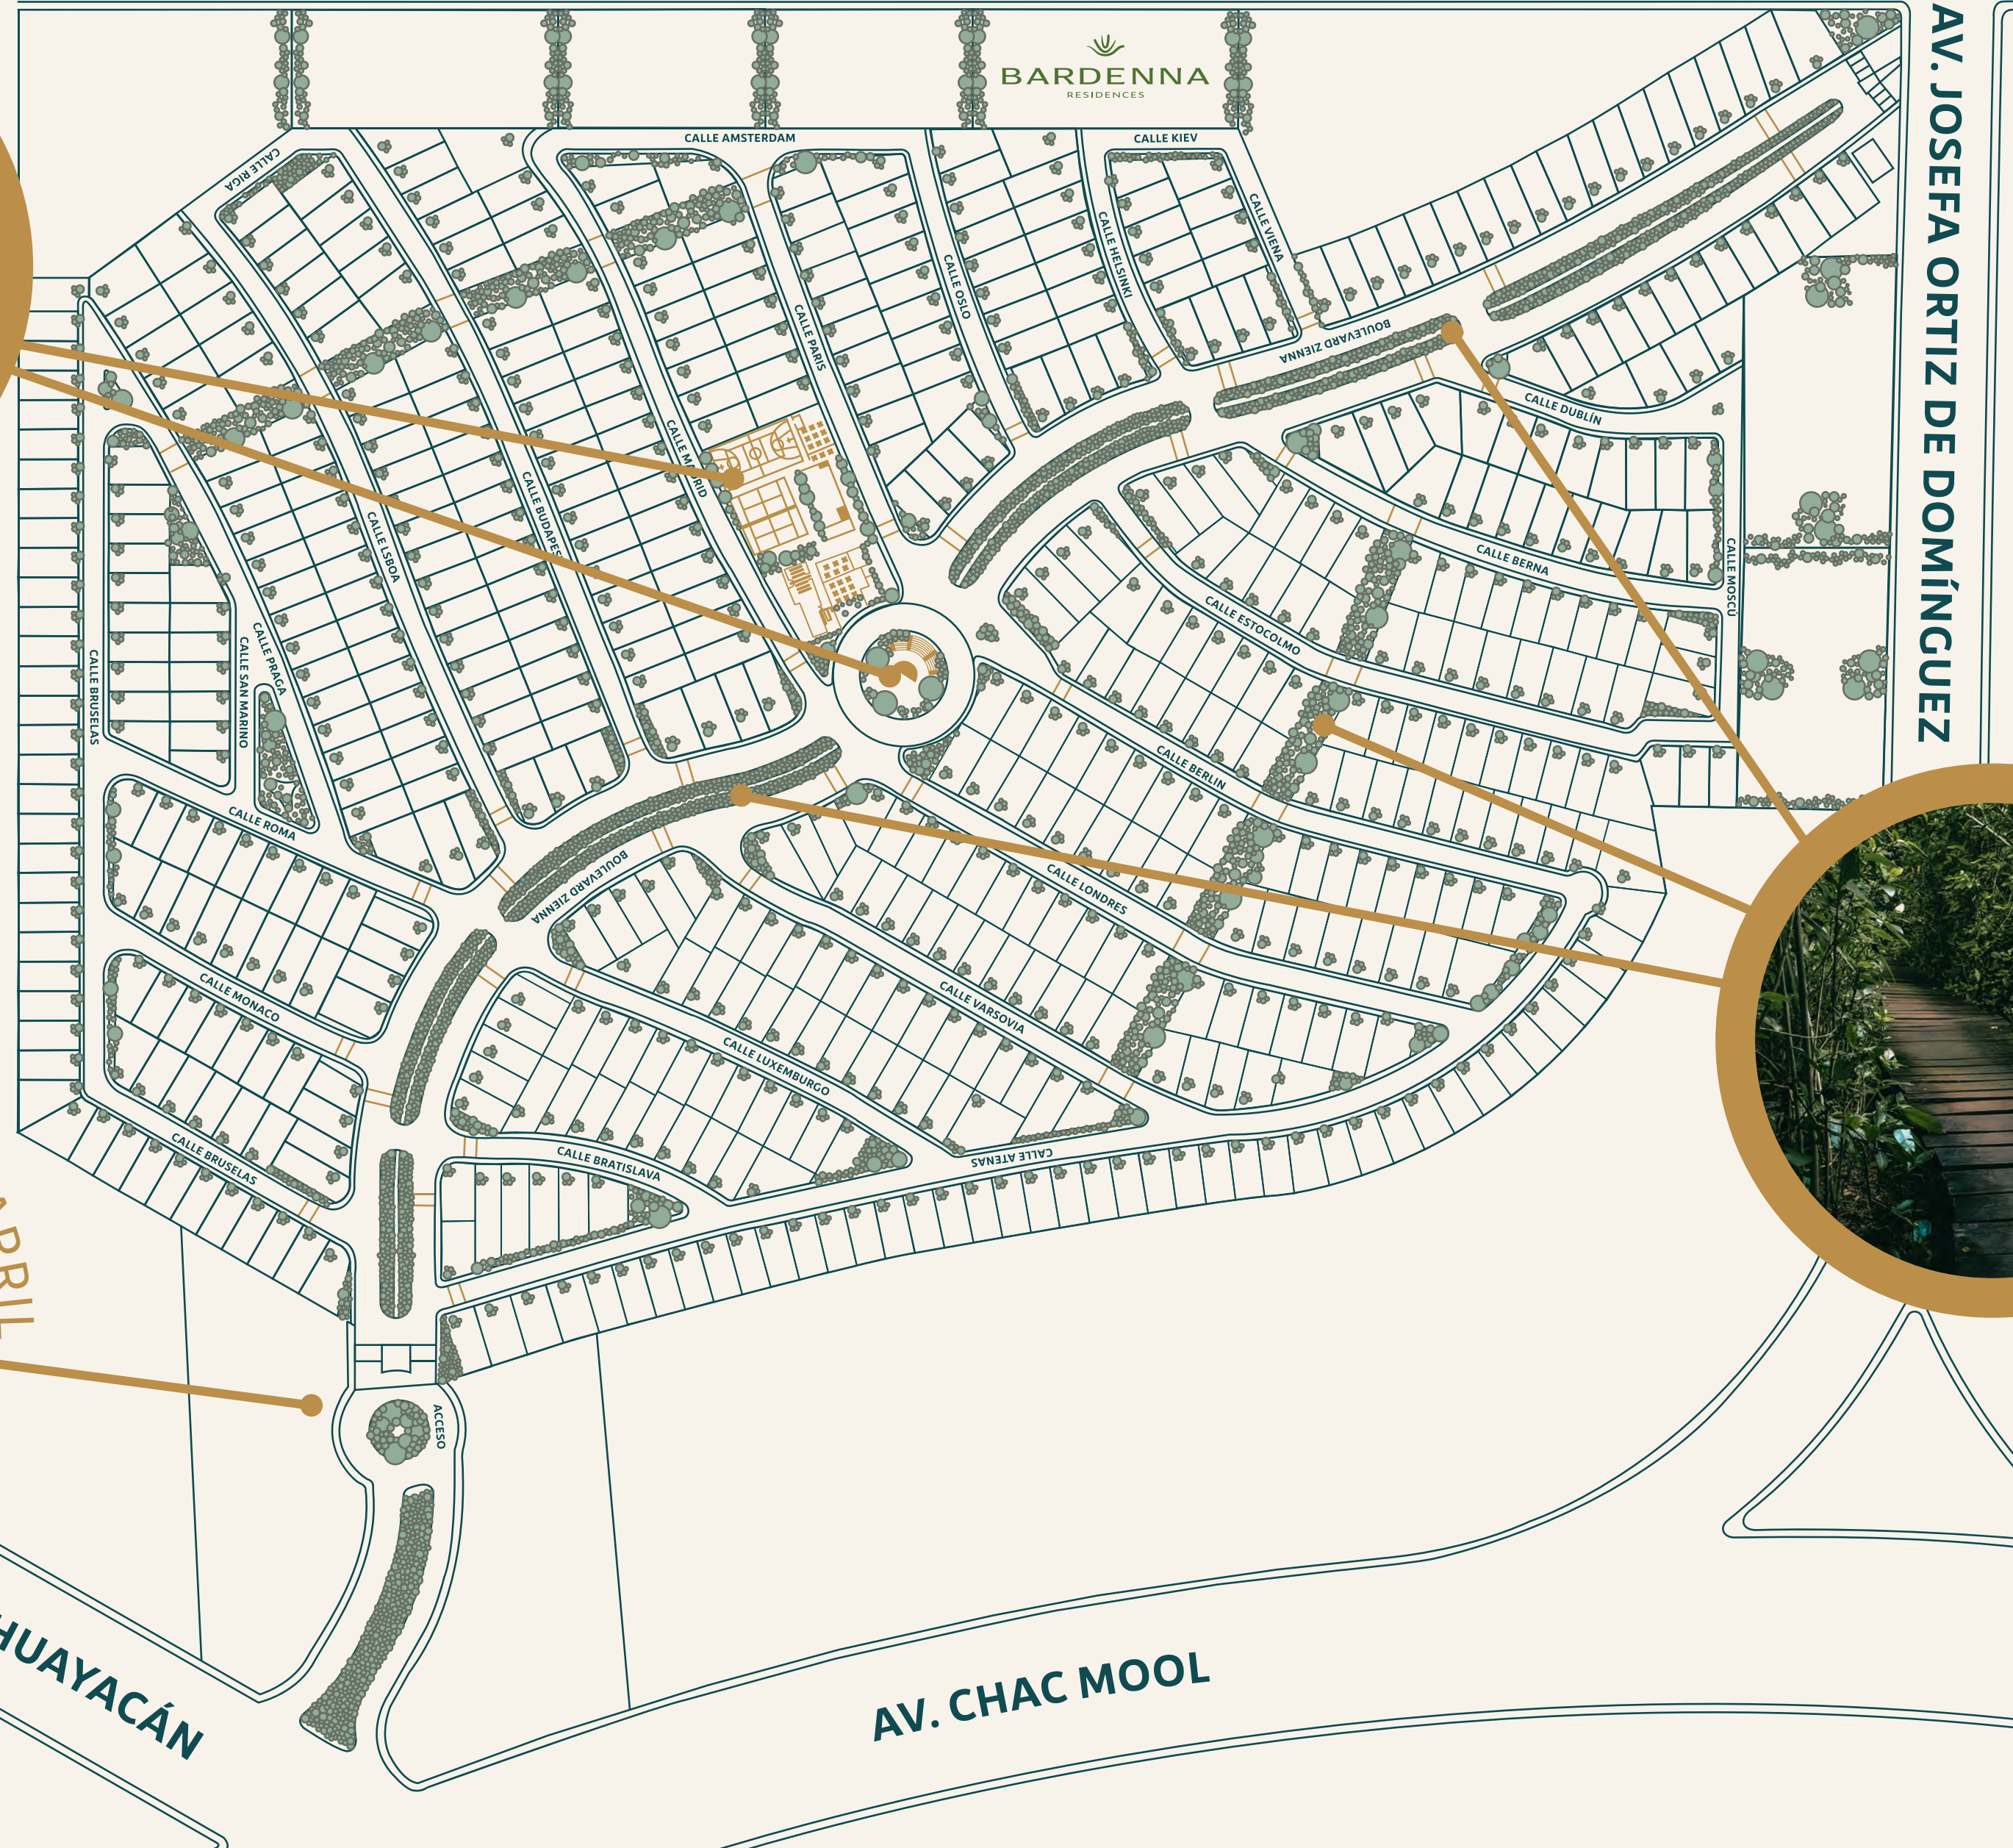 BARDENNA
RESIDENCES
AV. JOSEFA ORTIZ DE DOMÍNGUEZ
CALLE AMSTERDAM
CALLE KIEV
CALLE RIGA
CALLE VIENA
CALLE HELSINKI
CALLE OSLO
CALLE PARIS
BOULEVARD ZIENNA
CALLE DUBLÍN
CALLE MADRID
CALLE BUDAPES
CALLE LSBOA
CALLE BERNA
CALLE MOSCÚ
CALLE ESTOCOLMO
CALLE PRAGA
CALLE SAN MARINO
CALLE BRUSELAS
CALLE BERLIN
CALLE ROMA
BOULEVARD ZIENNA
CALLE LONDRES
CALLE MONACO
CALLE VARSOVIA
CALLE LUXEMBURGO
CALLE BRUSELAS
CALLE BRATISLAVA
CALLE ATENAS
PRIL
ACCESO
HUAYACÁN
AV. CHAC MOOL